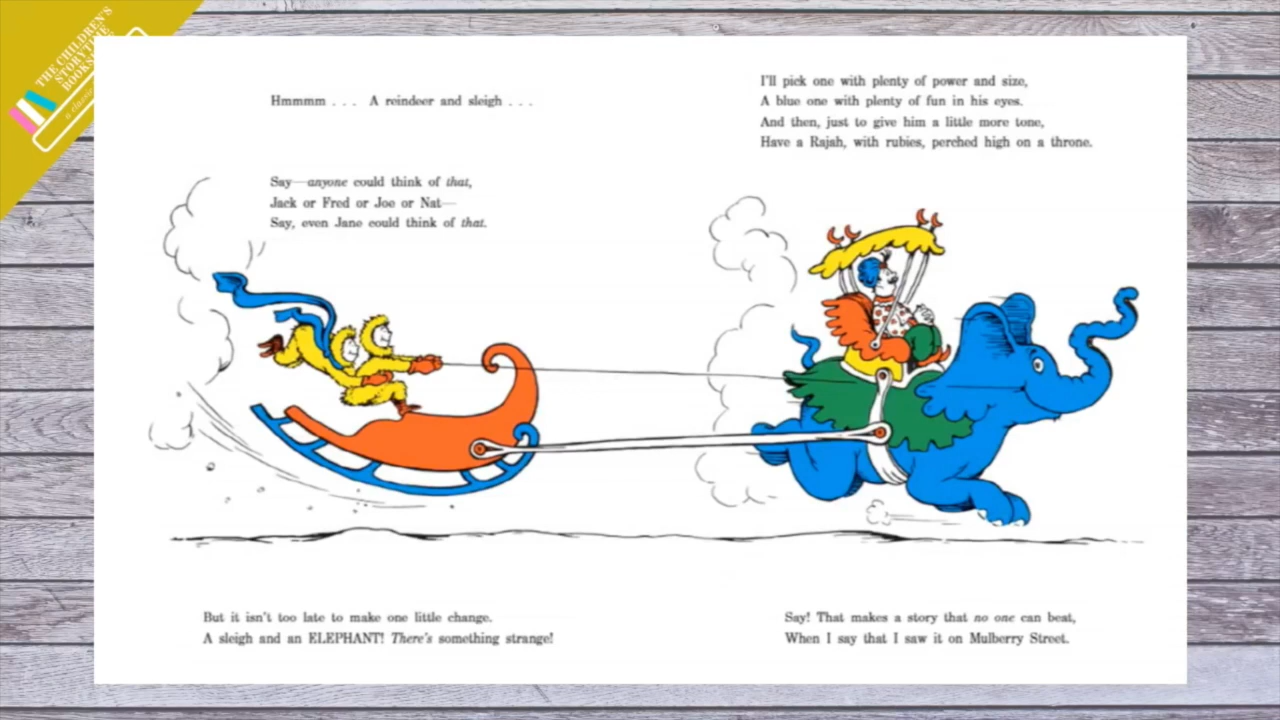 THE CHILDREN'S
STORYTIME
Hmmmm . . . A reindeer and sleigh . . .
Say—anyone could think of that,
Jack or Fred or Joe or Nat—
Say, even Jane could think of that.
But it isn't too late to make one little change.
A sleigh and an ELEPHANT! There's something strange!
I'll pick one with plenty of power and size,
A blue one with plenty of fun in his eyes.
And then, just to give him a little more tone,
Have a Rajah, with rubies, perched high on a throne.
Say! That makes a story that no one can beat,
When I say that I saw it on Mulberry Street.